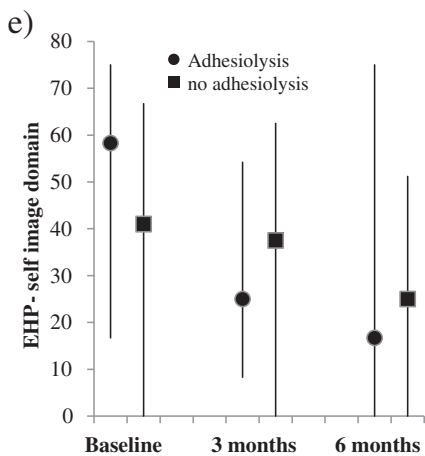 e)
80
70
60
50
40
30
20
10
0
EHP- self image domain
Adhesiolysis
no adhesiolysis
Baseline 3 months 6 months